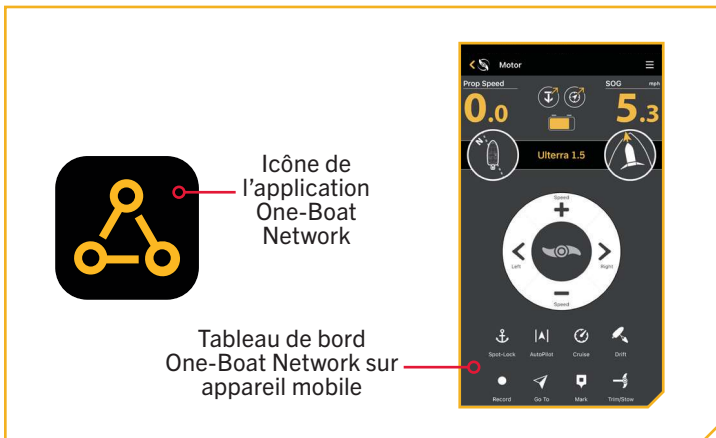 Motor
Prop Speed
SOG mph
0.0
5.3
N
Ulterra 1.5
Icône de
l'application
One-Boat
Network
Speed
Left
Right
Speed
Tableau de bord
One-Boat Network sur
appareil mobile
Spot-Lock AutoPilot Cruise Drift
Record Go To Mark Trim/Stow